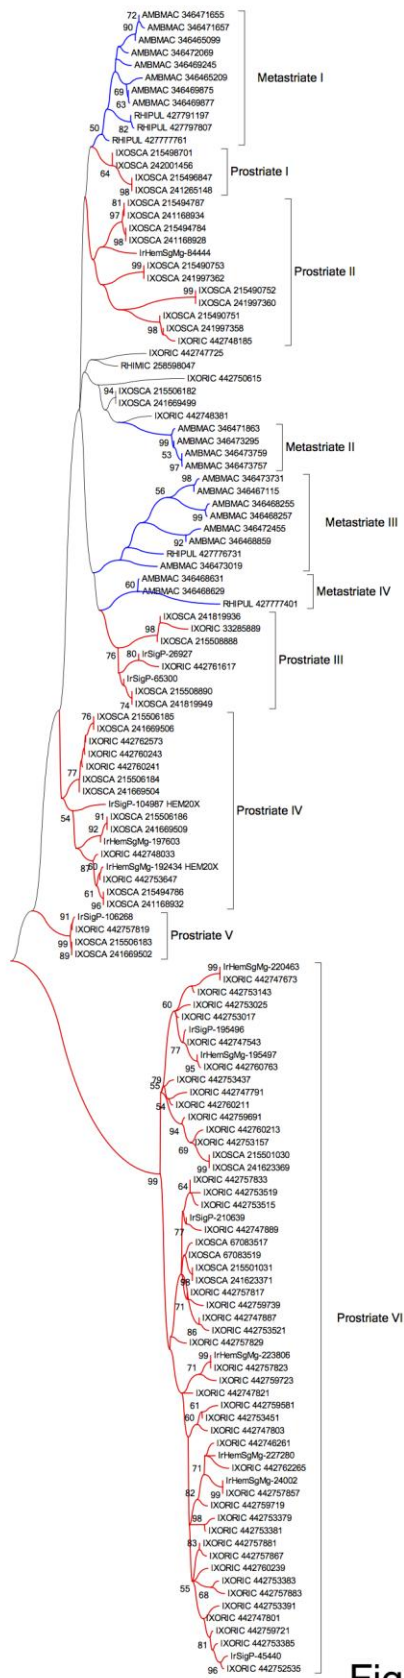 72
AMBMAC 346471655
90
AMBMAC 346471657
AMBMAC 346465099
AMBMAC 346472069
AMBMAC 346469245
AMBMAC 346465209
69
AMBMAC 346469875
63
AMBMAC 346469877
RHIPUL 427791197
82
RHIPUL 427797807
50
RHIPUL 427777761
Metastriate I
IXOSCA 215498701
IXOSCA 242001456
64
IXOSCA 215496847
98
IXOSCA 241265148
Prostriate I
81
IXOSCA 215494787
97
IXOSCA 241168934
IXOSCA 215494784
98
IXOSCA 241168928
IrHemSgMg-84444
99
IXOSCA 215490753
IXOSCA 241997362
99
IXOSCA 215490752
IXOSCA 241997360
IXOSCA 215490751
98
IXOSCA 241997358
IXORIC 442748185
Prostriate II
IXORIC 442747725
RHIMIC 258598047
IXORIC 442750615
94
IXOSCA 215506182
IXOSCA 241669499
IXORIC 442748381
AMBMAC 346471863
99
AMBMAC 346473295
53
AMBMAC 346473759
97
AMBMAC 346473757
Metastriate II
98
AMBMAC 346473731
56
AMBMAC 346467115
AMBMAC 346468255
99
AMBMAC 346468257
AMBMAC 346472455
92
AMBMAC 346468859
RHIPUL 427776731
AMBMAC 346473019
Metastriate III
60
AMBMAC 346468631
AMBMAC 346468629
RHIPUL 427777401
Metastriate IV
IXOSCA 241819936
98
IXORIC 33285889
IXOSCA 215508888
76
80
IrSigP-26927
IXORIC 442761617
IrSigP-65300
IXOSCA 215508890
74
IXOSCA 241819949
Prostriate III
76
IXOSCA 215506185
IXOSCA 241669506
IXORIC 442762573
IXORIC 442760243
77
IXORIC 442760241
IXOSCA 215506184
IXOSCA 241669504
IrSigP-104987 HEM20X
54
91
IXOSCA 215506186
92
IXOSCA 241669509
IrHemSgMg-197603
IXORIC 442748033
87
60
IrHemSgMg-192434 HEM20X
IXORIC 442753647
61
IXOSCA 215494786
96
IXOSCA 241168932
Prostriate IV
91
IrSigP-106268
IXORIC 442757819
99
IXOSCA 215506183
89
IXOSCA 241669502
Prostriate V
99
IrHemSgMg-220463
IXORIC 442747673
IXORIC 442753143
60
IXORIC 442753025
IXORIC 442753017
IrSigP-195496
IXORIC 442747543
77
IrHemSgMg-195497
95
IXORIC 442760763
79
IXORIC 442753437
55
IXORIC 442747791
54
IXORIC 442760211
IXORIC 442759691
94
IXORIC 442760213
IXORIC 442753157
69
IXOSCA 215501030
99
IXOSCA 241623369
99
IXORIC 442757833
64
IXORIC 442753519
IXORIC 442753515
IrSigP-210639
77
IXORIC 442747889
IXOSCA 67083517
IXOSCA 67083519
IXOSCA 215501031
98
IXOSCA 241623371
IXORIC 442757817
71
IXORIC 442759739
IXORIC 442747887
86
IXORIC 442753521
IXORIC 442757829
99
IrHemSgMg-223806
71
IXORIC 442757823
IXORIC 442759723
IXORIC 442747821
61
IXORIC 442759581
60
IXORIC 442753451
IXORIC 442747803
IXORIC 442746261
IrHemSgMg-227280
71
IXORIC 442762265
IrHemSgMg-24002
82
99
IXORIC 442757857
IXORIC 442759719
98
IXORIC 442753379
IXORIC 442753381
83
IXORIC 442757881
IXORIC 442757867
IXORIC 442760239
55
IXORIC 442753383
68
IXORIC 442757883
IXORIC 442753391
IXORIC 442747801
IXORIC 442759721
81
IXORIC 442753385
IrSigP-45440
96
IXORIC 442752535
Prostriate VI